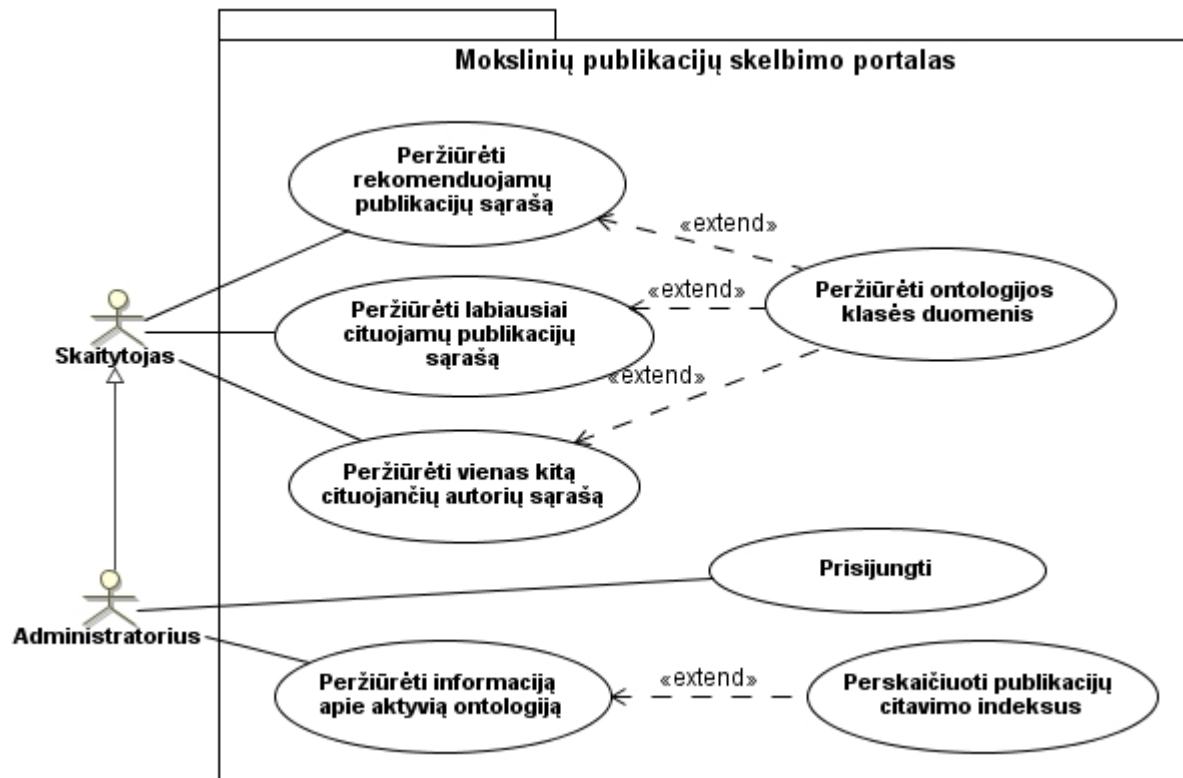 Mokslinių publikacijų skelbimo portalas
Peržiūrėti
rekomenduojamų
publikacijų sąrašą
«extend»
Peržiūrėti ontologijos
klasės duomenis
«extend»
Peržiūrėti labiausiai
cituojamų publikacijų
sąrašą
Skaitytojas
«extend»
Peržiūrėti vienas kitą
cituojančių autorių sąrašą
Prisijungti
Administratorius
Peržiūrėti informaciją
apie aktyvią ontologiją
«extend»
Perskaičiuoti publikacijų
citavimo indeksus